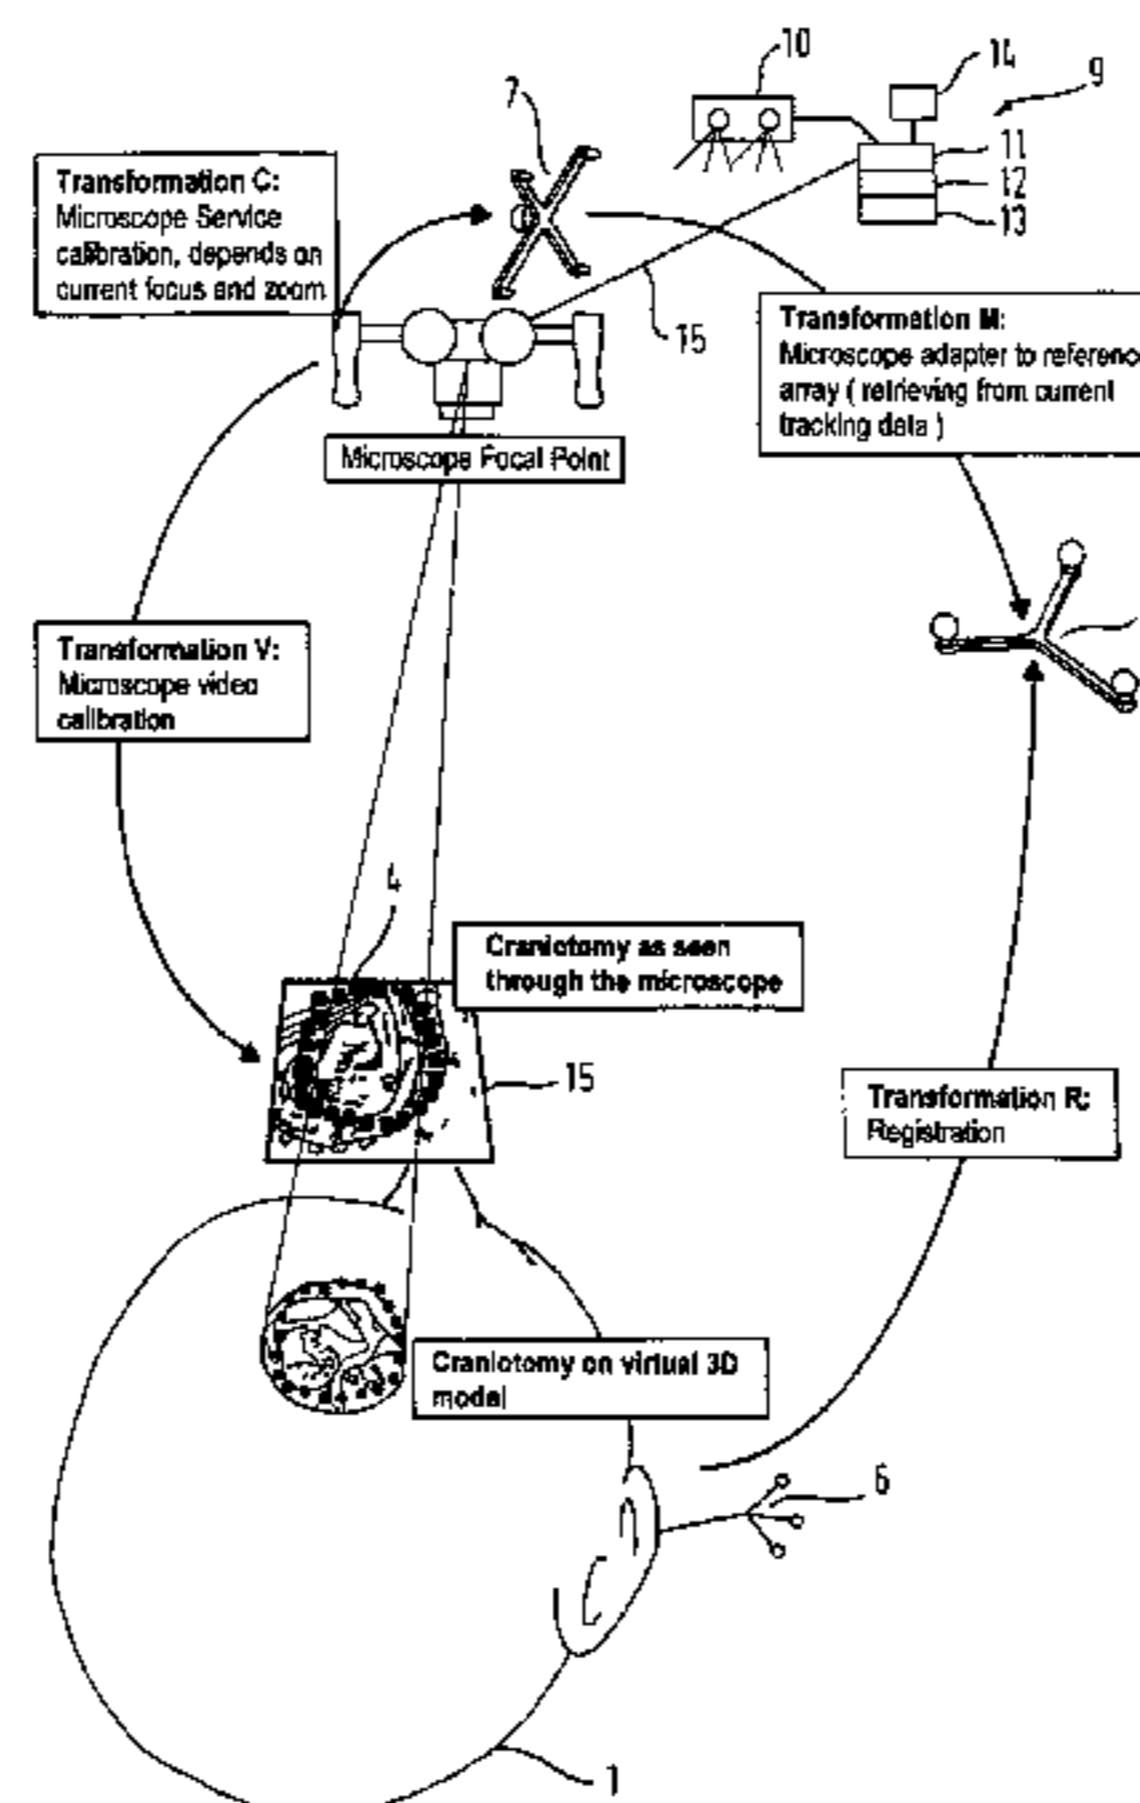 10
14
9
7
11
12
13
Transformation C:
Microscope Service
calibration, depends on
current focus and zoom
15
Transformation M:
Microscope adapter to reference
array ( retrieving from current
tracking data )
Microscope Focal Point
Transformation V:
Microscope video
calibration
4
Craniotomy as seen
through the microscope
15
Transformation R:
Registration
Craniotomy on virtual 3D
model
6
1